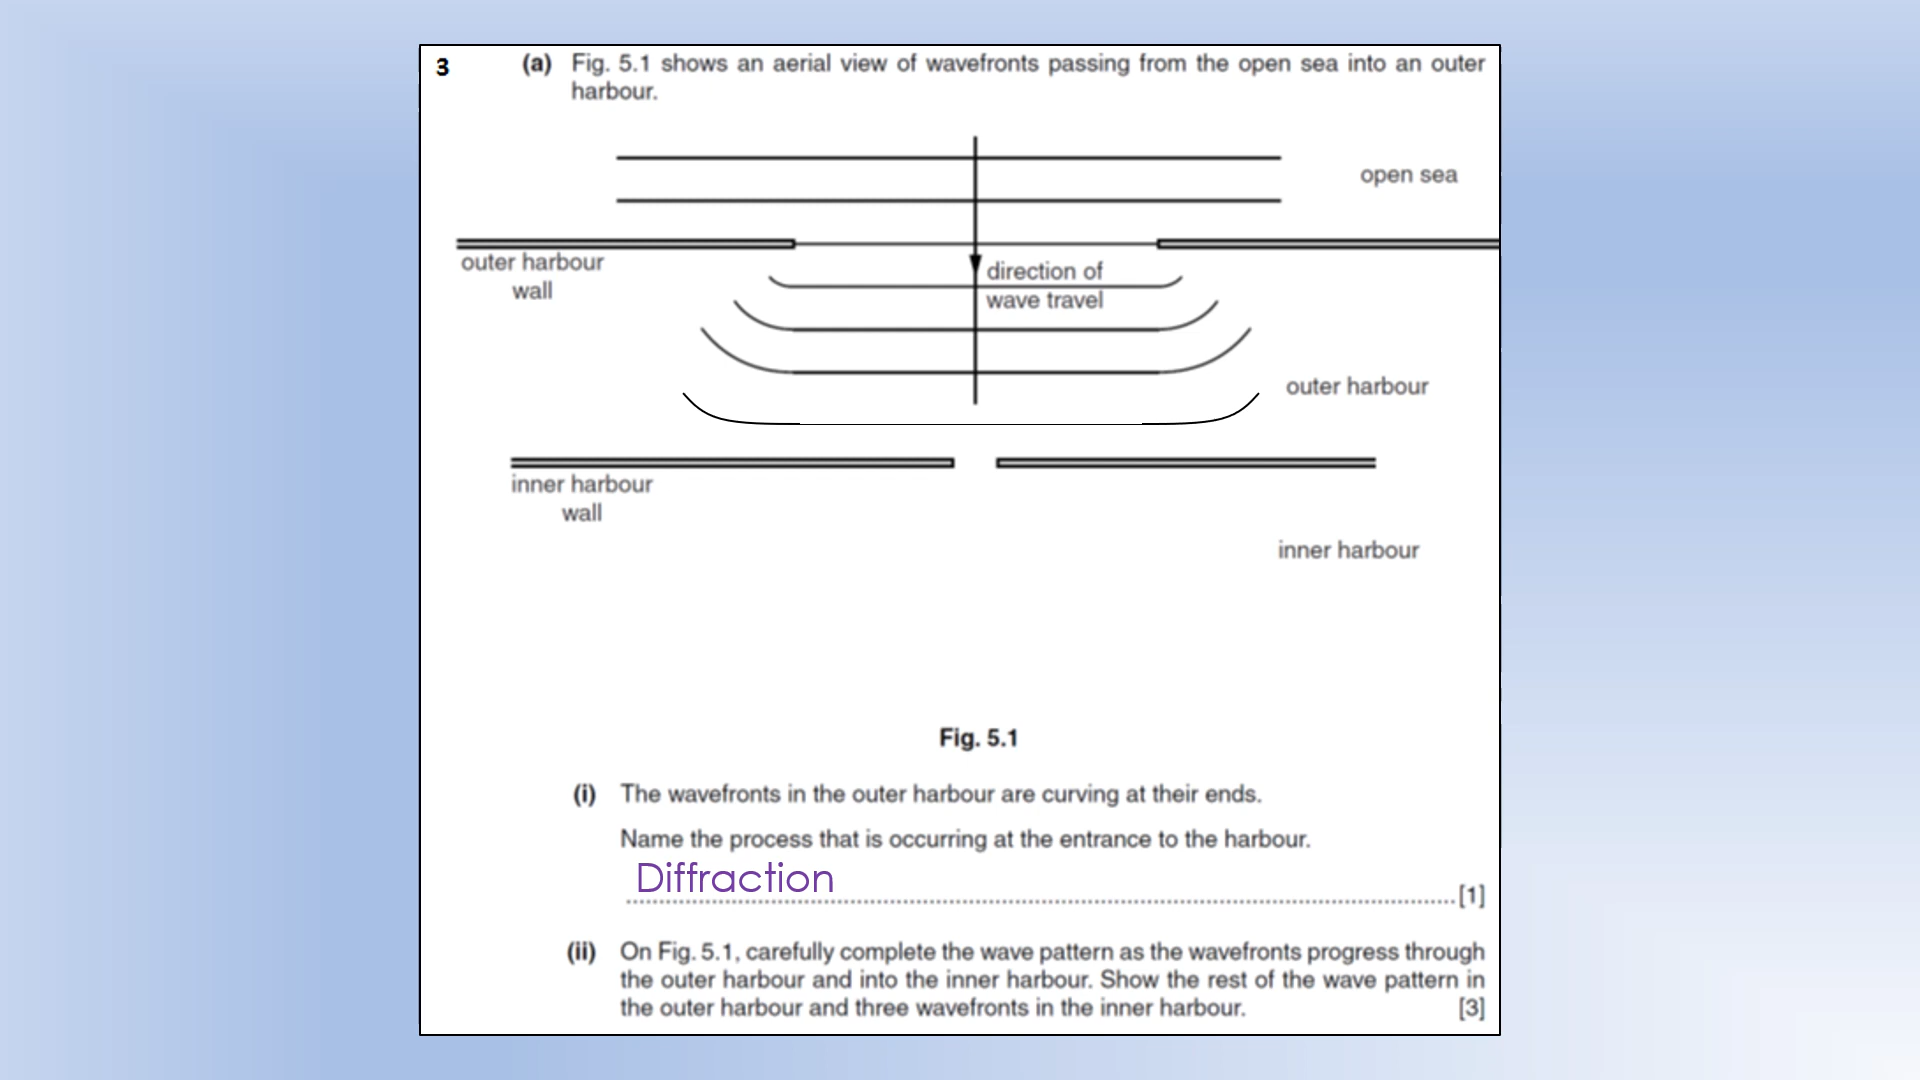 3 (a) Fig. 5.1 shows an aerial view of wavefronts passing from the open sea into an outer
harbour.
open sea
outer harbour
wall
direction of
wave travel
outer harbour
inner harbour
wall
inner harbour
Fig. 5.1
(i) The wavefronts in the outer harbour are curving at their ends.
Name the process that is occurring at the entrance to the harbour.
Diffraction
[1]
(ii) On Fig. 5.1, carefully complete the wave pattern as the wavefronts progress through
the outer harbour and into the inner harbour. Show the rest of the wave pattern in
the outer harbour and three wavefronts in the inner harbour. [3]